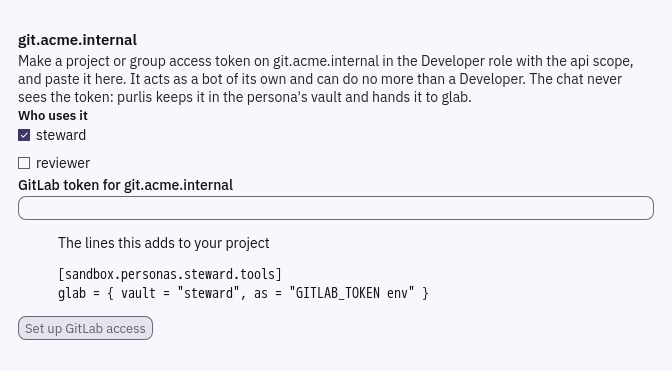 git.acme.internal
Make a project or group access token on git.acme.internal in the Developer role with the api scope,
and paste it here. It acts as a bot of its own and can do no more than a Developer. The chat never
sees the token: purlis keeps it in the persona's vault and hands it to glab.
Who uses it
steward
reviewer
GitLab token for git.acme.internal
The lines this adds to your project
[sandbox.personas.steward.tools]
glab = { vault = "steward", as = "GITLAB_TOKEN env" }
Set up GitLab access